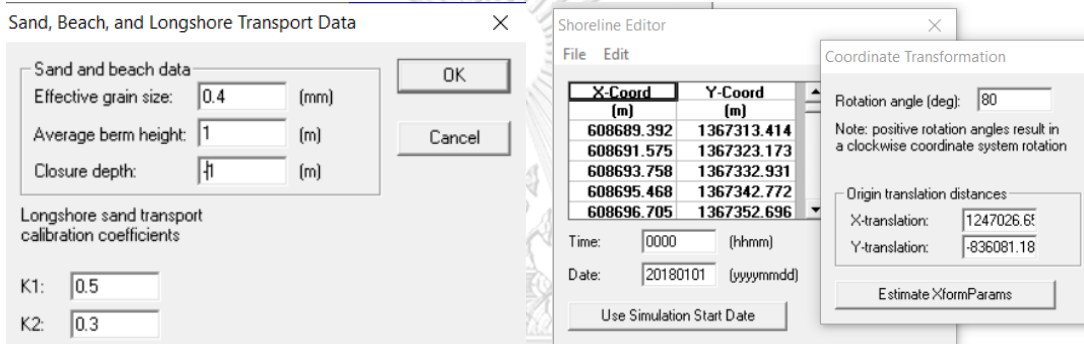 Sand, Beach, and Longshore Transport Data
Sand and beach data
Effective grain size: 0.4 (mm)
OK
Average berm height: 1 (m)
Cancel
Closure depth: -1 (m)
Longshore sand transport
calibration coefficients
K1: 0.5
K2: 0.3
Shoreline Editor
File Edit
X-Coord Y-Coord
(m) (m)
608689.392 1367313.414
608691.575 1367323.173
608693.758 1367332.931
608695.468 1367342.772
608696.705 1367352.696
Time: 0000 (hhmm)
Date: 20180101 (yyyymmdd)
Use Simulation Start Date
Coordinate Transformation
Rotation angle (deg): 80
Note: positive rotation angles result in
a clockwise coordinate system rotation
Origin translation distances
X-translation: 1247026.65
Y-translation: -836081.18
Estimate XformParams